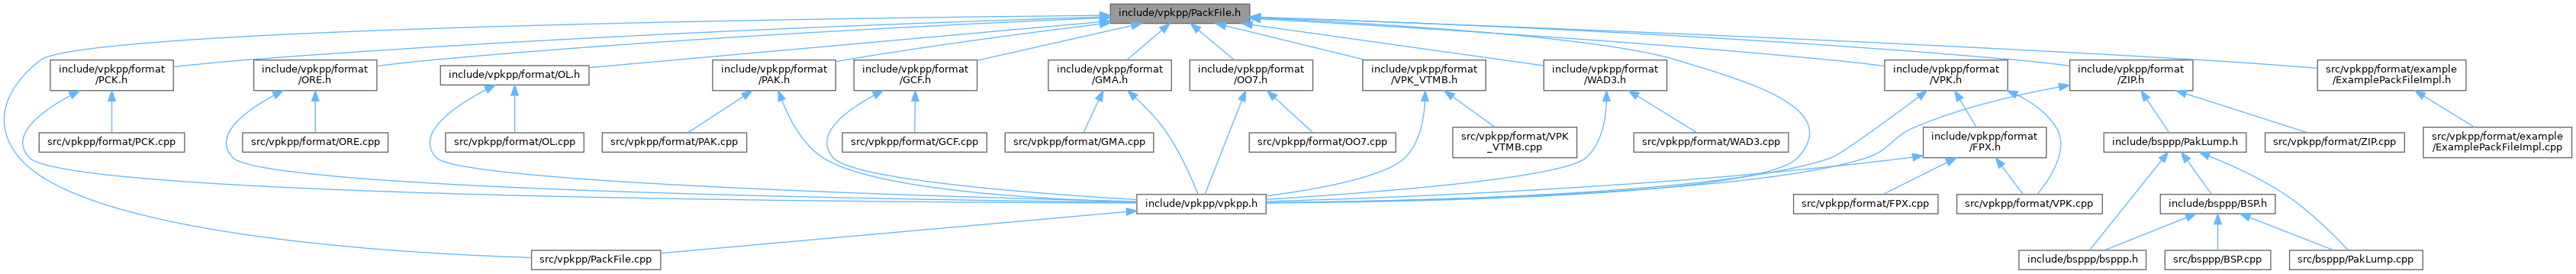 include/vpkpp/PackFile.h
include/vpkpp/format
/PCK.h
include/vpkpp/format
/ORE.h
include/vpkpp/format/OL.h
include/vpkpp/format
/PAK.h
include/vpkpp/format
/GCF.h
include/vpkpp/format
/GMA.h
include/vpkpp/format
/OO7.h
include/vpkpp/format
/VPK_VTMB.h
include/vpkpp/format
/WAD3.h
include/vpkpp/format
/VPK.h
include/vpkpp/format
/ZIP.h
src/vpkpp/format/example
/ExamplePackFileImpl.h
src/vpkpp/format/PCK.cpp
src/vpkpp/format/ORE.cpp
src/vpkpp/format/OL.cpp
src/vpkpp/format/PAK.cpp
src/vpkpp/format/GCF.cpp
src/vpkpp/format/GMA.cpp
src/vpkpp/format/OO7.cpp
src/vpkpp/format/VPK
_VTMB.cpp
src/vpkpp/format/WAD3.cpp
include/vpkpp/format
/FPX.h
include/bsppp/PakLump.h
src/vpkpp/format/ZIP.cpp
src/vpkpp/format/example
/ExamplePackFileImpl.cpp
include/vpkpp/vpkpp.h
src/vpkpp/format/FPX.cpp
src/vpkpp/format/VPK.cpp
include/bsppp/BSP.h
src/vpkpp/PackFile.cpp
include/bsppp/bsppp.h
src/bsppp/BSP.cpp
src/bsppp/PakLump.cpp